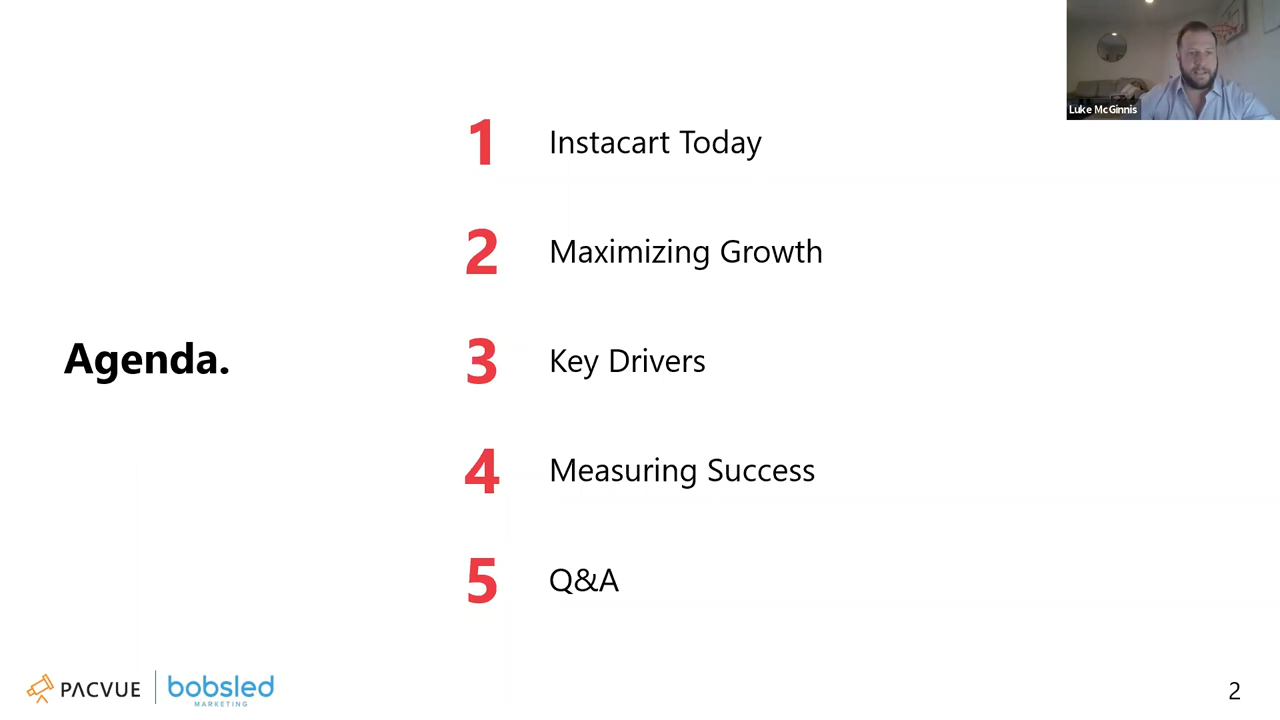 Luke McGinnis
Agenda.
1 Instacart Today
2 Maximizing Growth
3 Key Drivers
4 Measuring Success
5 Q&A
PACVUE bobsled
MARKETING
2